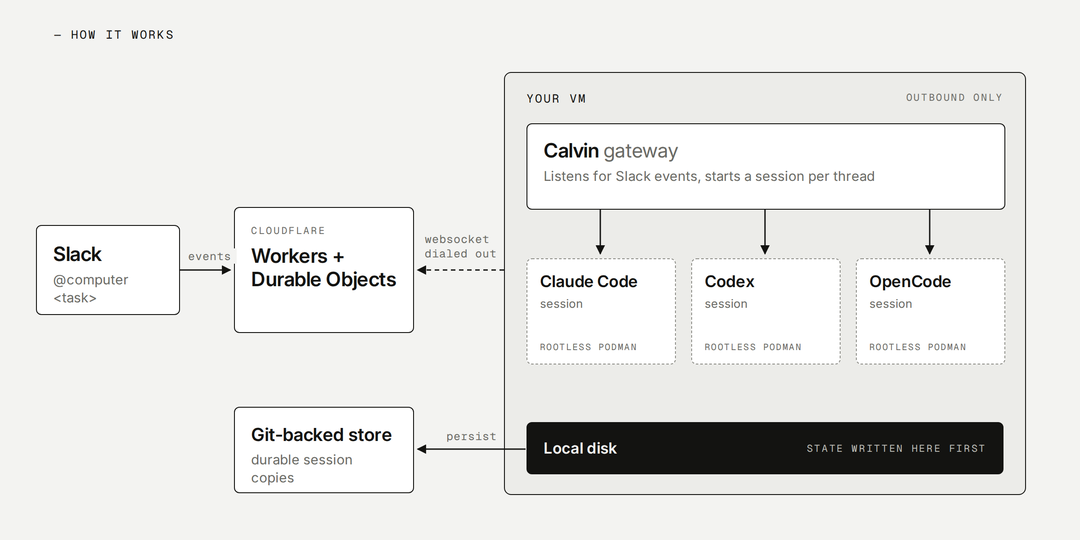 — HOW IT WORKS
YOUR VM
OUTBOUND ONLY
Calvin gateway
Listens for Slack events, starts a session per thread
Slack
@computer
<task>
events
CLOUDFLARE
Workers +
Durable Objects
websocket
dialed out
Claude Code
session
ROOTLESS PODMAN
Codex
session
ROOTLESS PODMAN
OpenCode
session
ROOTLESS PODMAN
Git-backed store
durable session
copies
persist
Local disk
STATE WRITTEN HERE FIRST